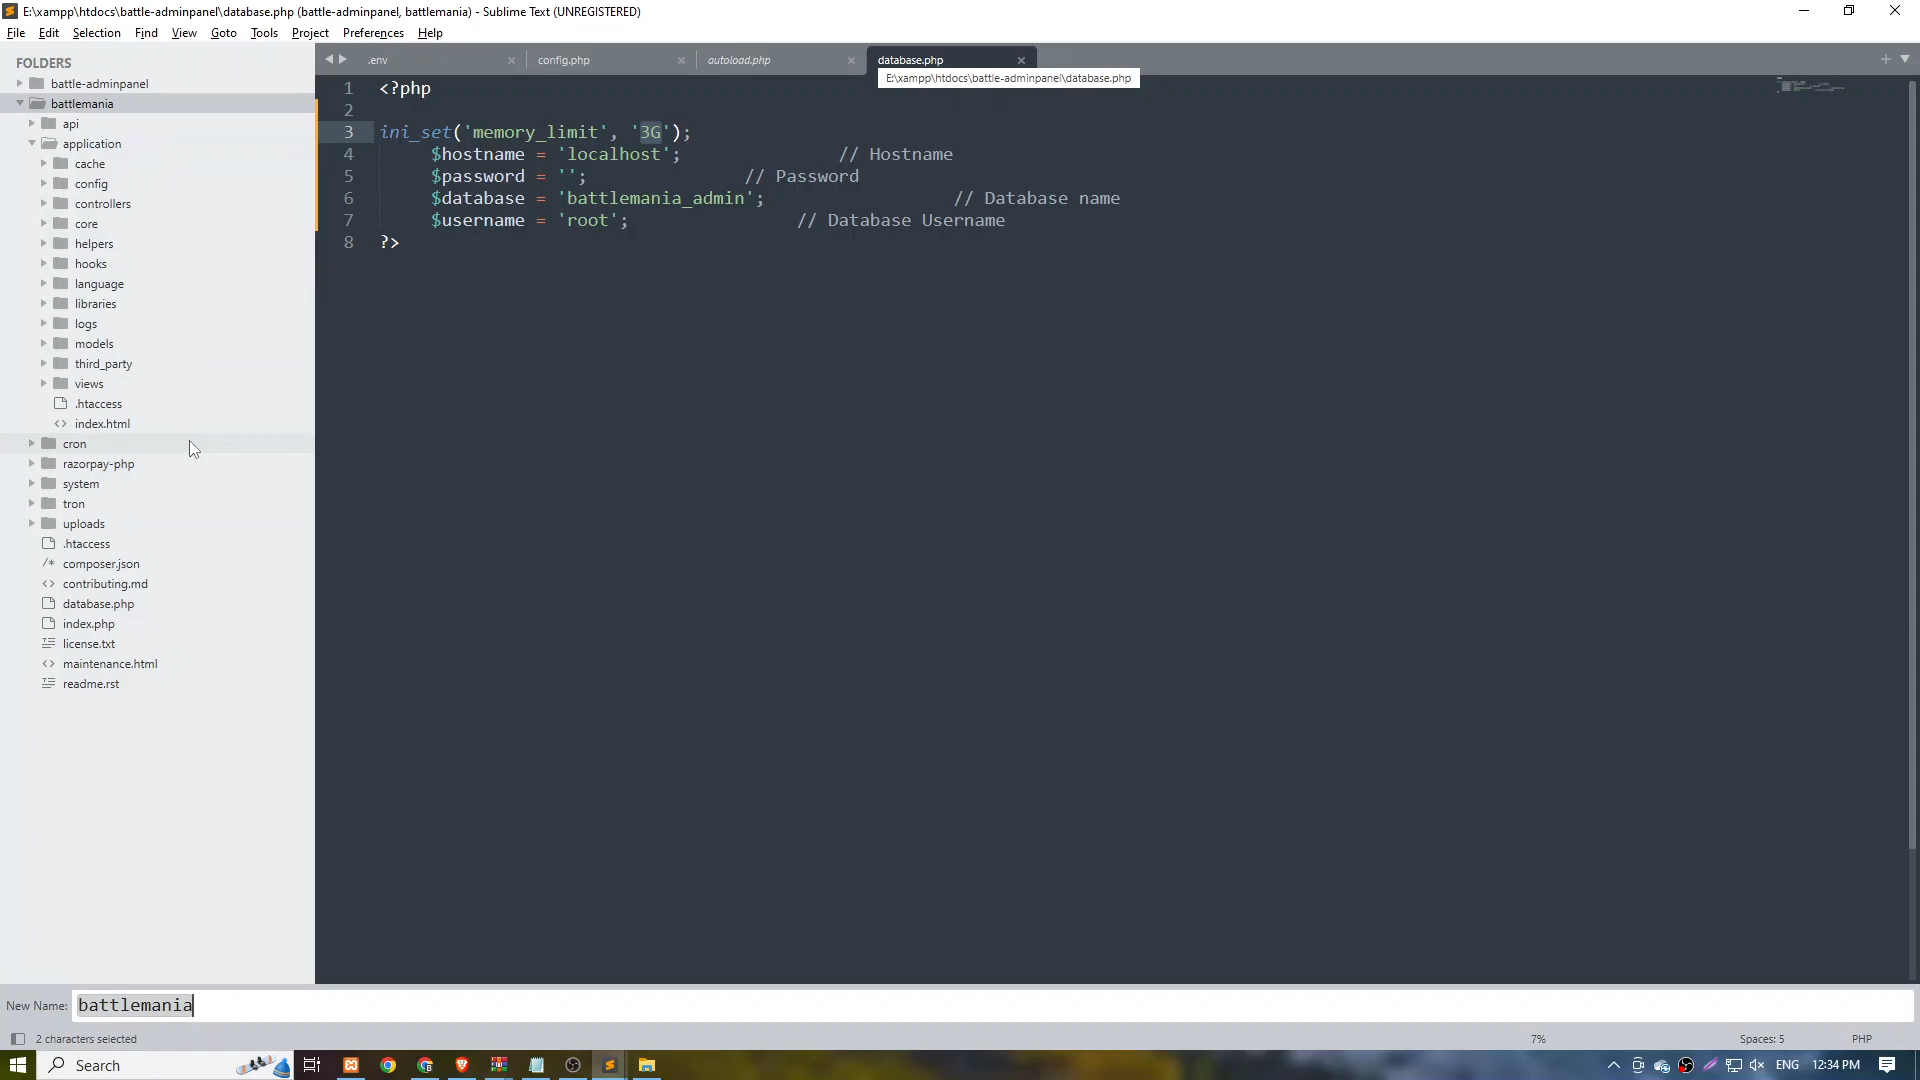 E:\xampp\htdocs\battle-adminpanel\database.php (battle-adminpanel, battlemania) - Sublime Text (UNREGISTERED)
File Edit Selection Find View Goto Tools Project Preferences Help
FOLDERS
battle-adminpanel
battlemania
api
application
cache
config
controllers
core
helpers
hooks
language
libraries
logs
models
third_party
views
.htaccess
index.html
cron
razorpay-php
system
tron
uploads
.htaccess
composer.json
contributing.md
database.php
index.php
license.txt
maintenance.html
readme.rst
.env config.php autoload.php database.php
E:\xampp\htdocs\battle-adminpanel\database.php
1 <?php
2
3 ini_set('memory_limit', '3G');
4 $hostname = 'localhost'; // Hostname
5 $password = ''; // Password
6 $database = 'battlemania_admin'; // Database name
7 $username = 'root'; // Database Username
8 ?>
New Name: battlemania
2 characters selected 7% Spaces: 5 PHP
Search ENG 12:34 PM